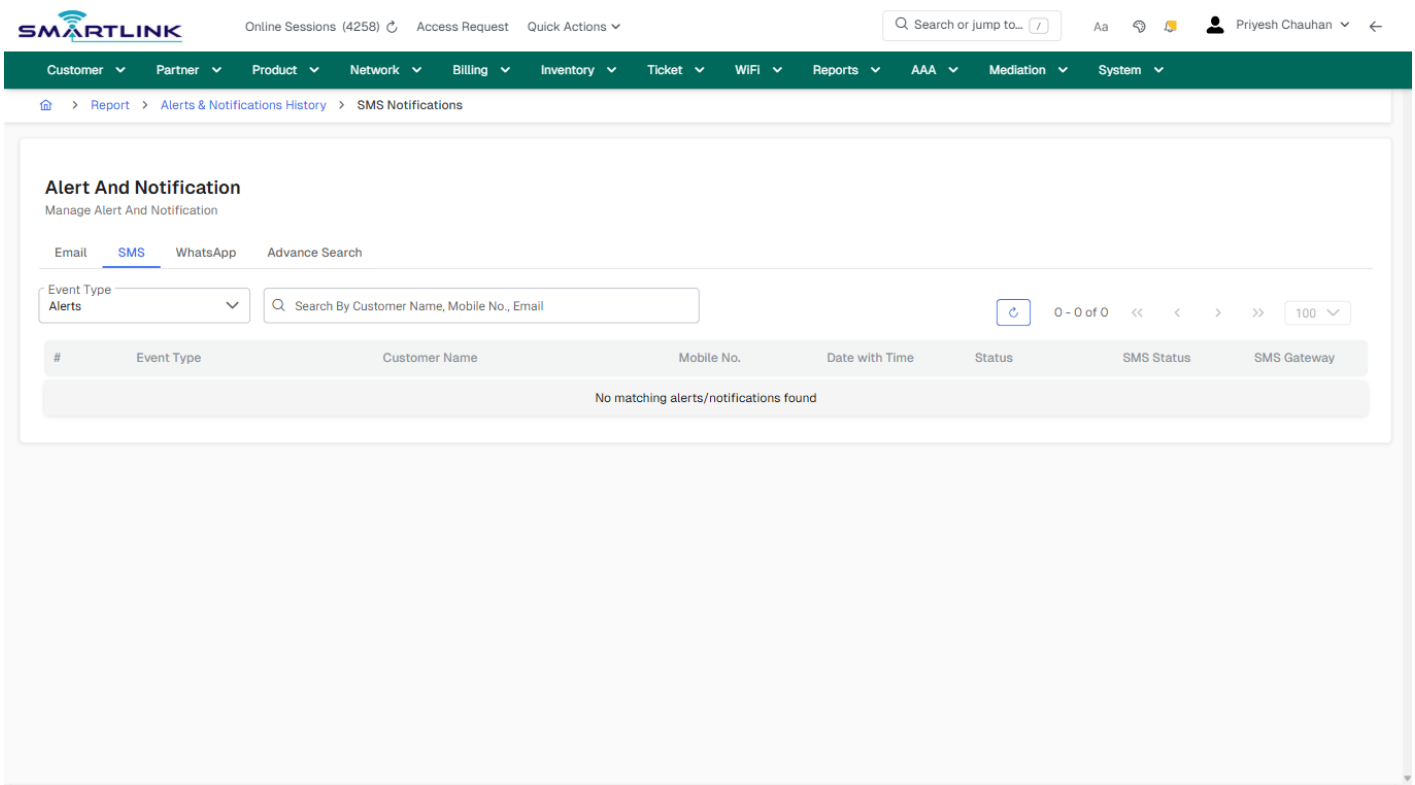 SMARTLINK Online Sessions (4258) Access Request Quick Actions Search or jump to... / Aa Priyesh Chauhan
Customer Partner Product Network Billing Inventory Ticket WiFi Reports AAA Mediation System
> Report > Alerts & Notifications History > SMS Notifications
Alert And Notification
Manage Alert And Notification
Email SMS WhatsApp Advance Search
Event Type
Alerts Search By Customer Name, Mobile No., Email 0 - 0 of 0 << < > >> 100
# Event Type Customer Name Mobile No. Date with Time Status SMS Status SMS Gateway
No matching alerts/notifications found